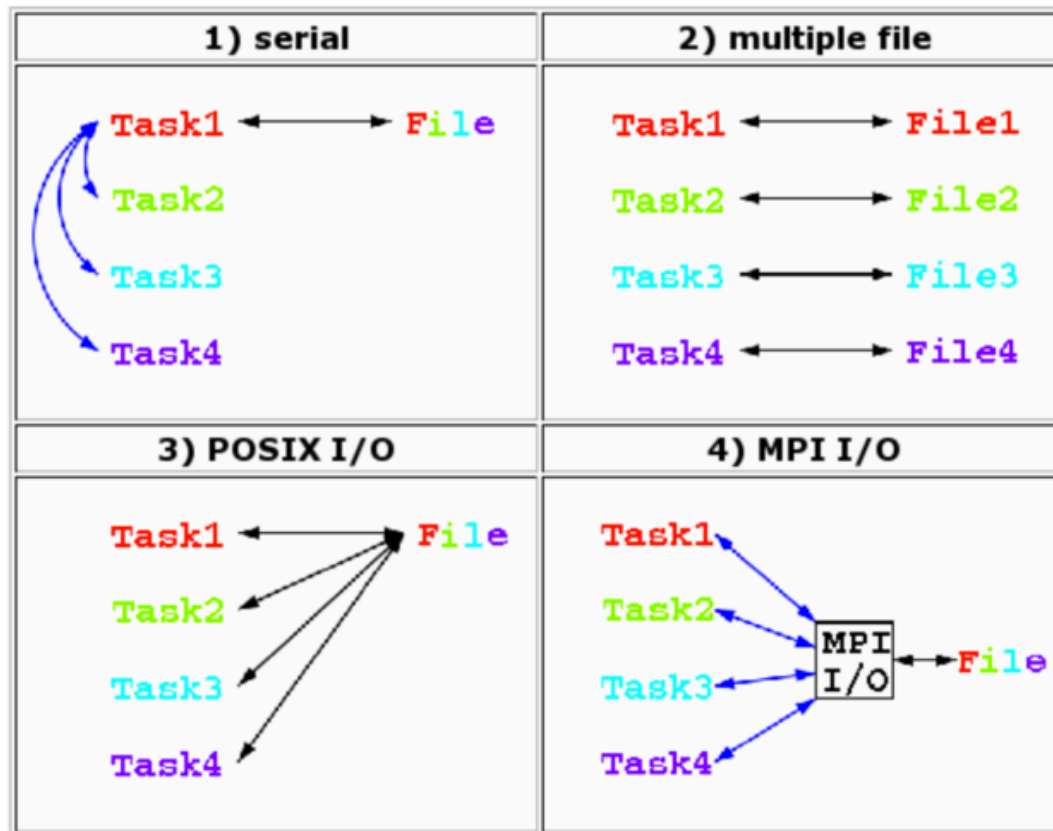 1) serial
2) multiple file
Task1
File
Task2
Task3
Task4
Task1
File1
Task2
File2
Task3
File3
Task4
File4
3) POSIX I/O
4) MPI I/O
Task1
File
Task2
Task3
Task4
Task1
Task2
MPI
I/O
File
Task3
Task4